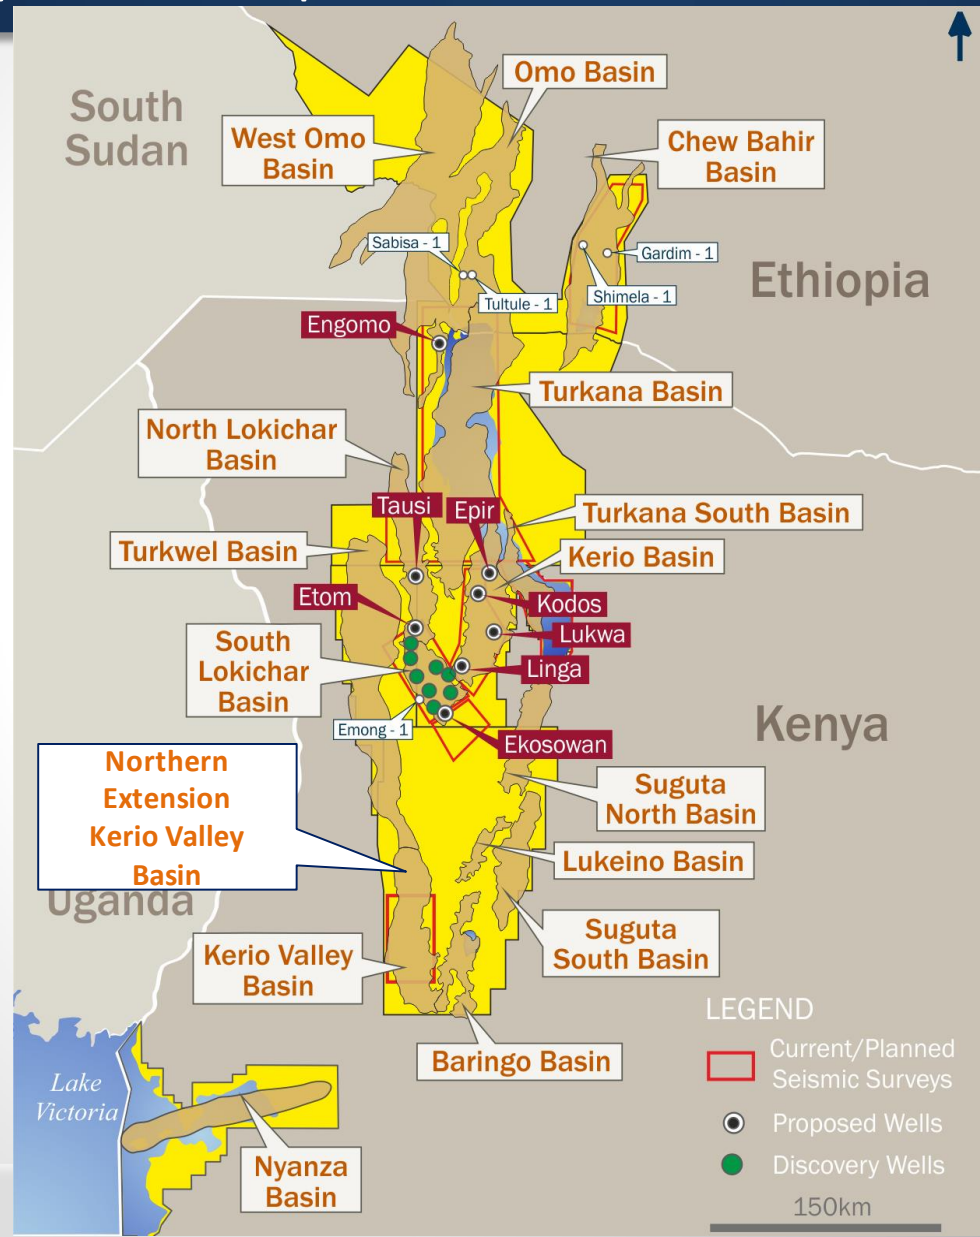 South
Sudan
Omo Basin
West Omo
Basin
Chew Bahir
Basin
Sabisa - 1
Gardim - 1
Ethiopia
Tultule - 1
Shimela - 1
Engomo
Turkana Basin
North Lokichar
Basin
Tausi
Epir
Turkana South Basin
Turkwel Basin
Kerio Basin
Etom
Kodos
Lukwa
South
Lokichar
Basin
Linga
Emong - 1
Kenya
Ekosowan
Northern
Extension
Kerio Valley
Basin
Suguta
North Basin
Lukeino Basin
Uganda
Suguta
South Basin
Kerio Valley
Basin
Baringo Basin
LEGEND
Current/Planned
Seismic Surveys
Proposed Wells
Discovery Wells
150km
Lake
Victoria
Nyanza
Basin